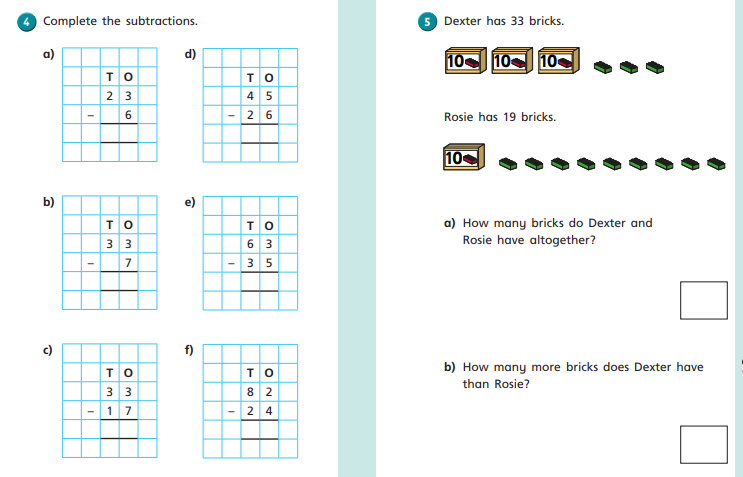 4 Complete the subtractions.
a)
T O
2 3
– 6
b)
T O
3 3
– 7
c)
T O
3 3
– 1 7
d)
T O
4 5
– 2 6
e)
T O
6 3
– 3 5
f)
T O
8 2
– 2 4
5 Dexter has 33 bricks.
10 10 10
Rosie has 19 bricks.
10
a) How many bricks do Dexter and
Rosie have altogether?
b) How many more bricks does Dexter have
than Rosie?